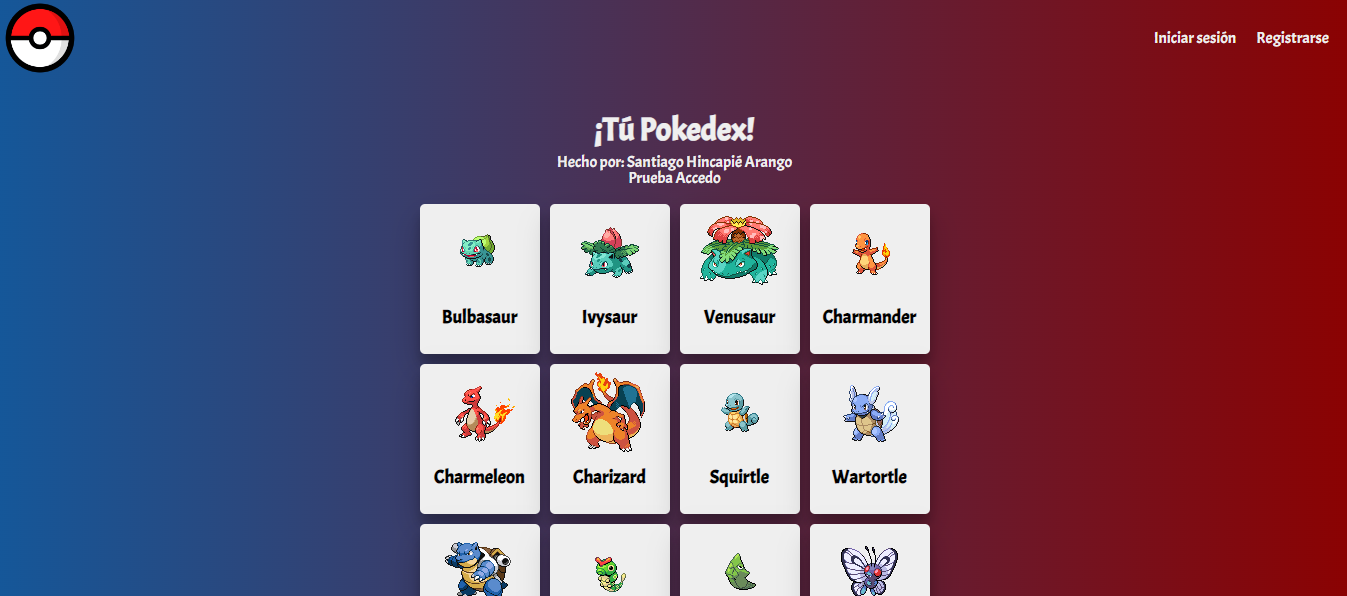 Iniciar sesión Registrarse
¡Tú Pokedex!
Hecho por: Santiago Hincapié Arango
Prueba Accedo
Bulbasaur Ivysaur Venusaur Charmander
Charmeleon Charizard Squirtle Wartortle